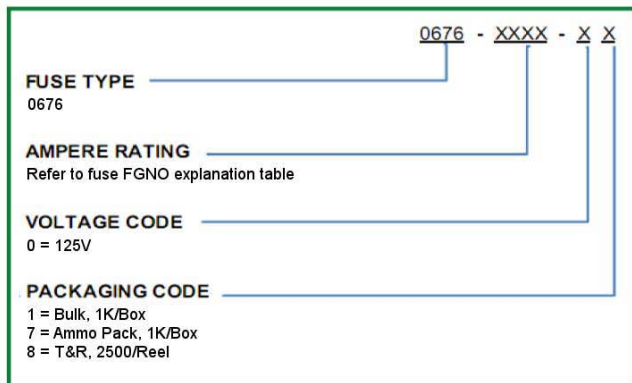 0676 - XXXX - X X
FUSE TYPE
0676
AMPERE RATING
Refer to fuse FGNO explanation table
VOLTAGE CODE
0 = 125V
PACKAGING CODE
1 = Bulk, 1K/Box
7 = Ammo Pack, 1K/Box
8 = T&R, 2500/Reel